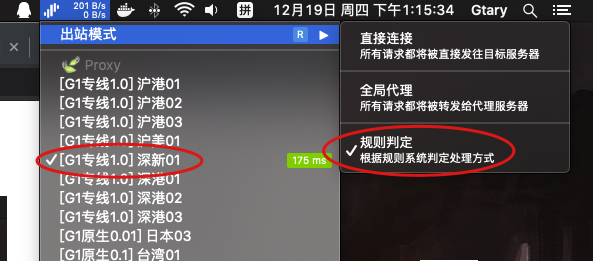 201 B/s
0 B/s
拼
12月19日 周四 下午1:15:34
Gtary
出站模式
R
Proxy
[G1专线1.0] 沪港01
[G1专线1.0] 沪港02
[G1专线1.0] 沪港03
[G1专线1.0] 沪美01
[G1专线1.0] 深新01
175 ms
[G1专线1.0] 深港01
[G1专线1.0] 深港02
[G1专线1.0] 深港03
[G1原生0.01] 日本03
[G1原生0.1] 台湾01
直接连接
所有请求都将被直接发往目标服务器
全局代理
所有请求都将被转发给代理服务器
规则判定
根据规则系统判定处理方式